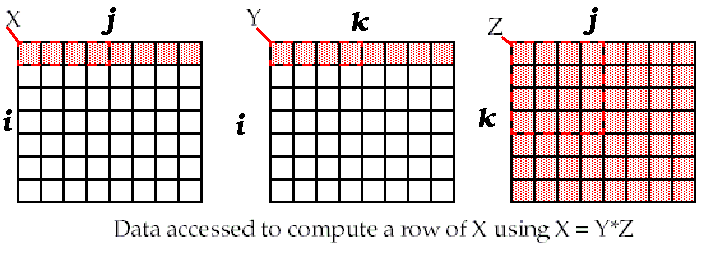 X
j
i
Y
k
i
Z
j
k
Data accessed to compute a row of X using X = Y*Z